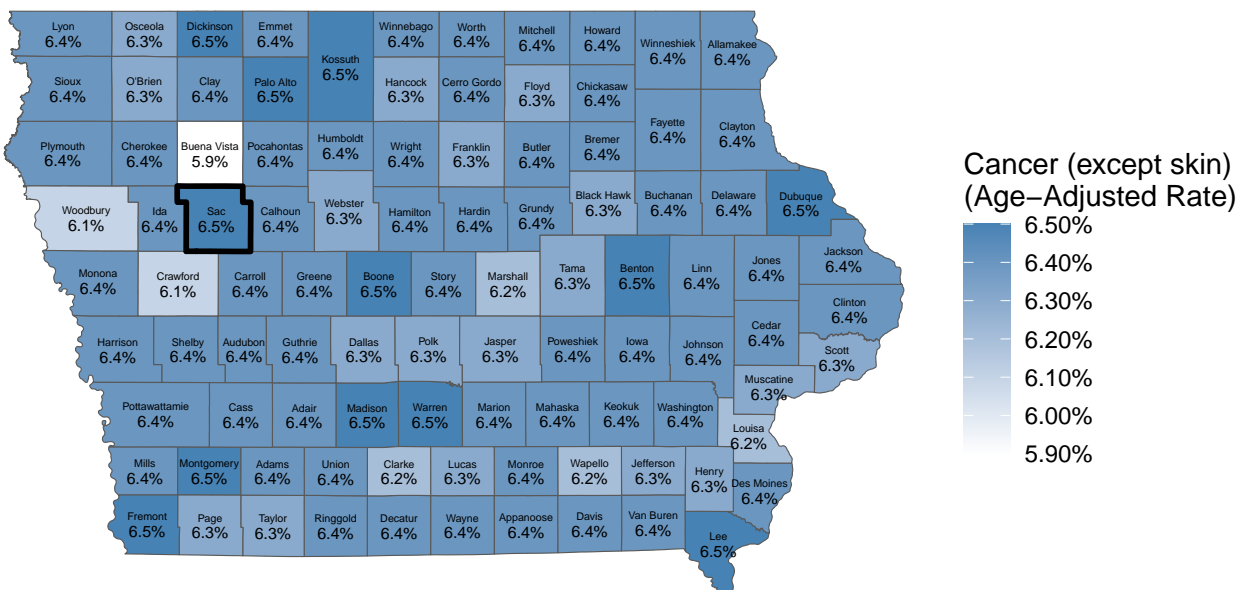 Lyon
6.4%
Osceola
6.3%
Dickinson
6.5%
Emmet
6.4%
Kossuth
6.5%
Winnebago
6.4%
Worth
6.4%
Mitchell
6.4%
Howard
6.4%
Winneshiek
6.4%
Allamakee
6.4%
Sioux
6.4%
O'Brien
6.3%
Clay
6.4%
Palo Alto
6.5%
Hancock
6.3%
Cerro Gordo
6.4%
Floyd
6.3%
Chickasaw
6.4%
Fayette
6.4%
Clayton
6.4%
Plymouth
6.4%
Cherokee
6.4%
Buena Vista
5.9%
Pocahontas
6.4%
Humboldt
6.4%
Wright
6.4%
Franklin
6.3%
Butler
6.4%
Bremer
6.4%
Woodbury
6.1%
Ida
6.4%
Sac
6.5%
Calhoun
6.4%
Webster
6.3%
Hamilton
6.4%
Hardin
6.4%
Grundy
6.4%
Black Hawk
6.3%
Buchanan
6.4%
Delaware
6.4%
Dubuque
6.5%
Monona
6.4%
Crawford
6.1%
Carroll
6.4%
Greene
6.4%
Boone
6.5%
Story
6.4%
Marshall
6.2%
Tama
6.3%
Benton
6.5%
Linn
6.4%
Jones
6.4%
Jackson
6.4%
Clinton
6.4%
Harrison
6.4%
Shelby
6.4%
Audubon
6.4%
Guthrie
6.4%
Dallas
6.3%
Polk
6.3%
Jasper
6.3%
Poweshiek
6.4%
Iowa
6.4%
Johnson
6.4%
Cedar
6.4%
Scott
6.3%
Muscatine
6.3%
Pottawattamie
6.4%
Cass
6.4%
Adair
6.4%
Madison
6.5%
Warren
6.5%
Marion
6.4%
Mahaska
6.4%
Keokuk
6.4%
Washington
6.4%
Louisa
6.2%
Mills
6.4%
Montgomery
6.5%
Adams
6.4%
Union
6.4%
Clarke
6.2%
Lucas
6.3%
Monroe
6.4%
Wapello
6.2%
Jefferson
6.3%
Henry
6.3%
Des Moines
6.4%
Fremont
6.5%
Page
6.3%
Taylor
6.3%
Ringgold
6.4%
Decatur
6.4%
Wayne
6.4%
Appanoose
6.4%
Davis
6.4%
Van Buren
6.4%
Lee
6.5%
Cancer (except skin)
(Age−Adjusted Rate)
6.50%
6.40%
6.30%
6.20%
6.10%
6.00%
5.90%